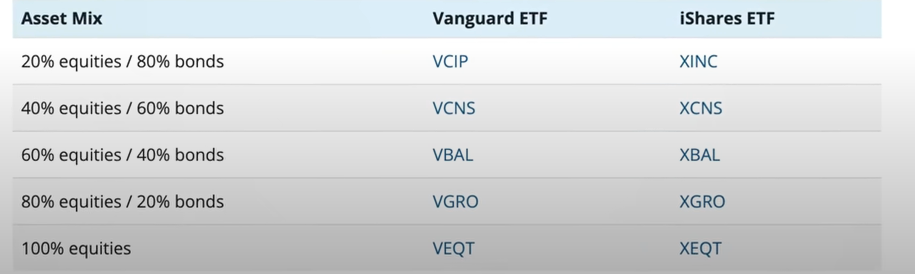 Asset Mix Vanguard ETF iShares ETF
20% equities / 80% bonds VCIP XINC
40% equities / 60% bonds VCNS XCNS
60% equities / 40% bonds VBAL XBAL
80% equities / 20% bonds VGRO XGRO
100% equities VEQT XEQT